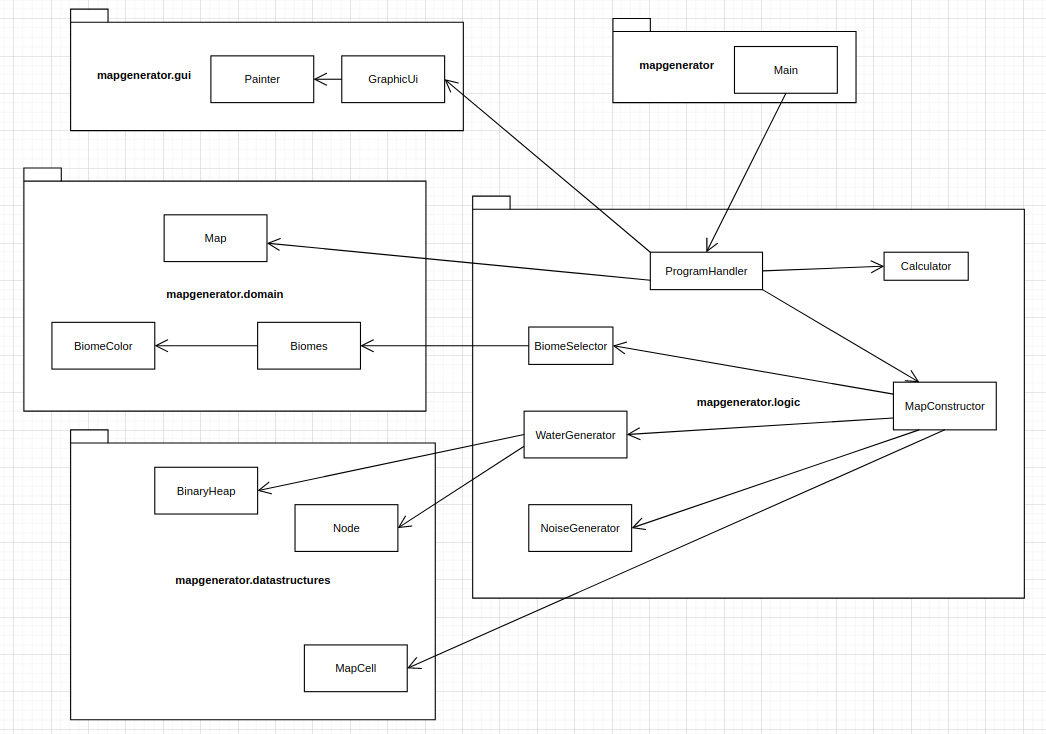 mapgenerator.gui
Painter
GraphicUi
mapgenerator
Main
Map
mapgenerator.domain
BiomeColor
Biomes
ProgramHandler
Calculator
BiomeSelector
mapgenerator.logic
MapConstructor
WaterGenerator
NoiseGenerator
BinaryHeap
Node
mapgenerator.datastructures
MapCell